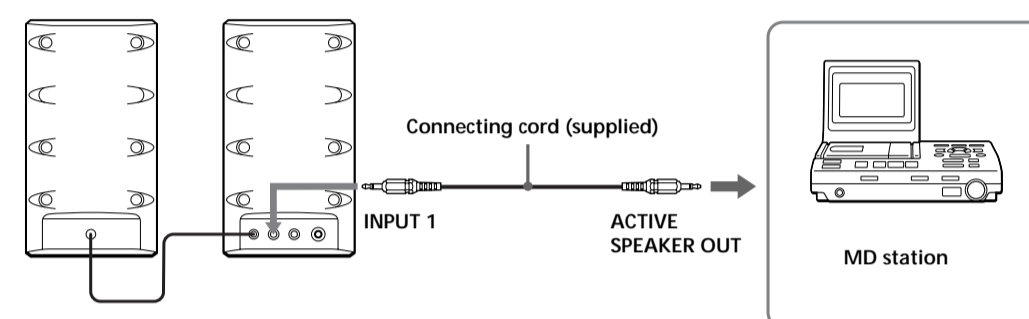 Connecting cord (supplied)
INPUT 1
ACTIVE
SPEAKER OUT
MD station